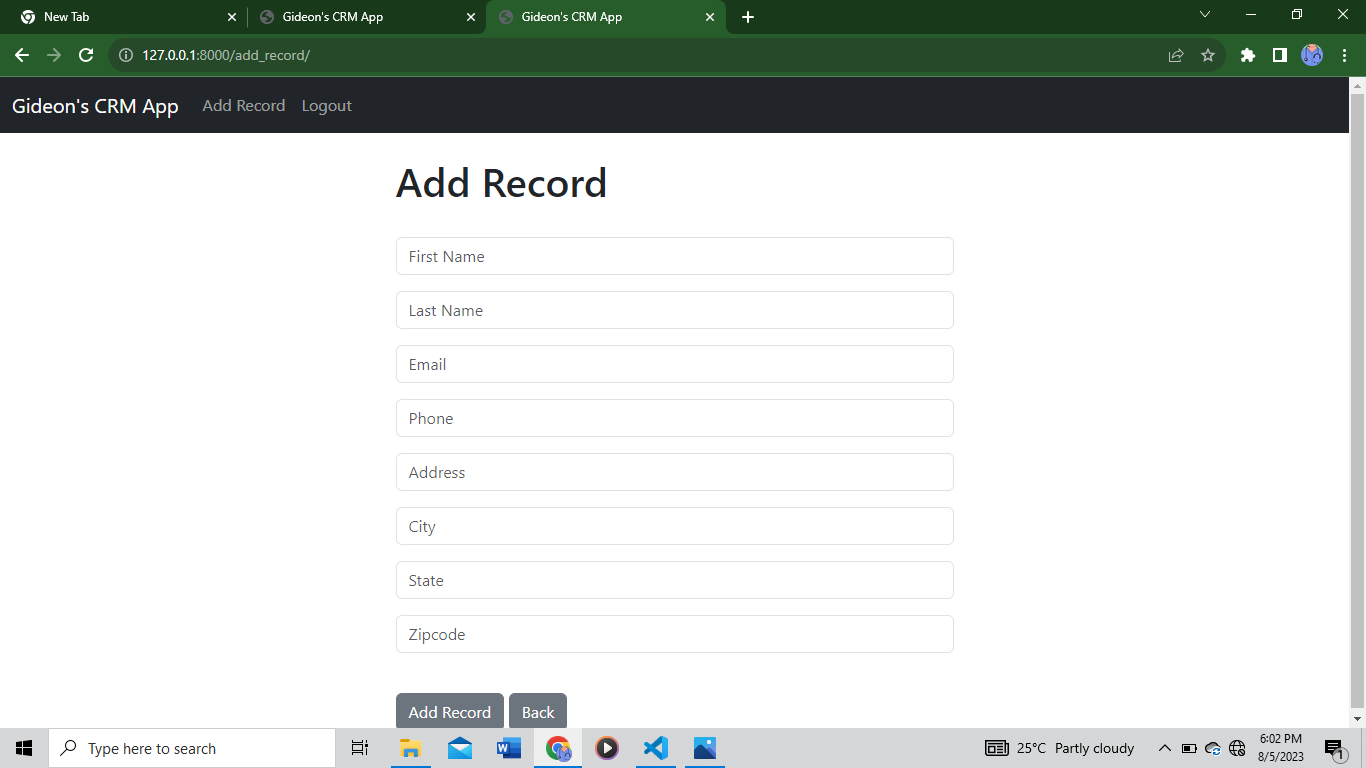 New Tab
Gideon's CRM App
Gideon's CRM App
127.0.0.1:8000/add_record/
Gideon's CRM App
Add Record
Logout
Add Record
First Name
Last Name
Email
Phone
Address
City
State
Zipcode
Add Record
Back
Type here to search
25°C Partly cloudy
6:02 PM
8/5/2023
1